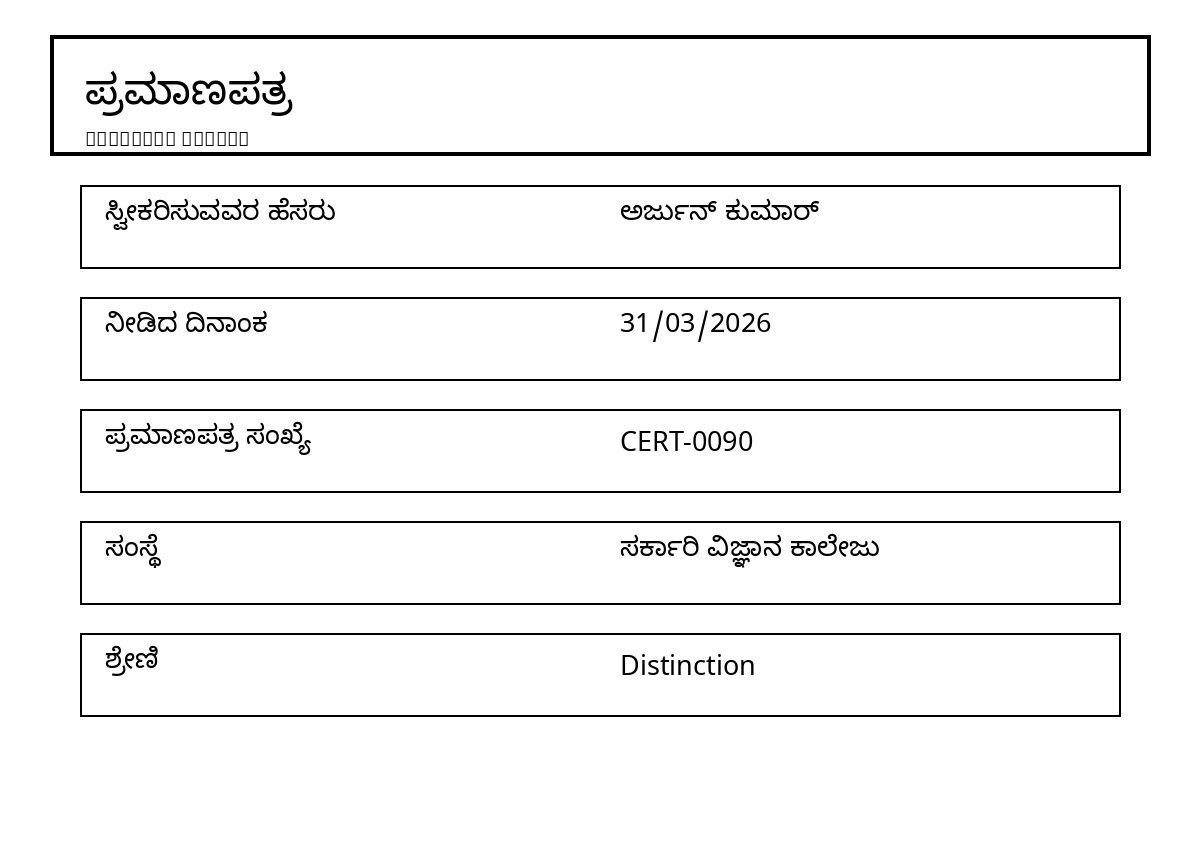 ಪ್ರಮಾಣಪತ್ರ
ಸ್ವೀಕರಿಸುವವರ ಹೆಸರು ಅರ್ಜುನ್ ಕುಮಾರ್
ನೀಡಿದ ದಿನಾಂಕ 31/03/2026
ಪ್ರಮಾಣಪತ್ರ ಸಂಖ್ಯೆ CERT-0090
ಸಂಸ್ಥೆ ಸರ್ಕಾರಿ ವಿಜ್ಞಾನ ಕಾಲೇಜು
ಶ್ರೇಣಿ Distinction